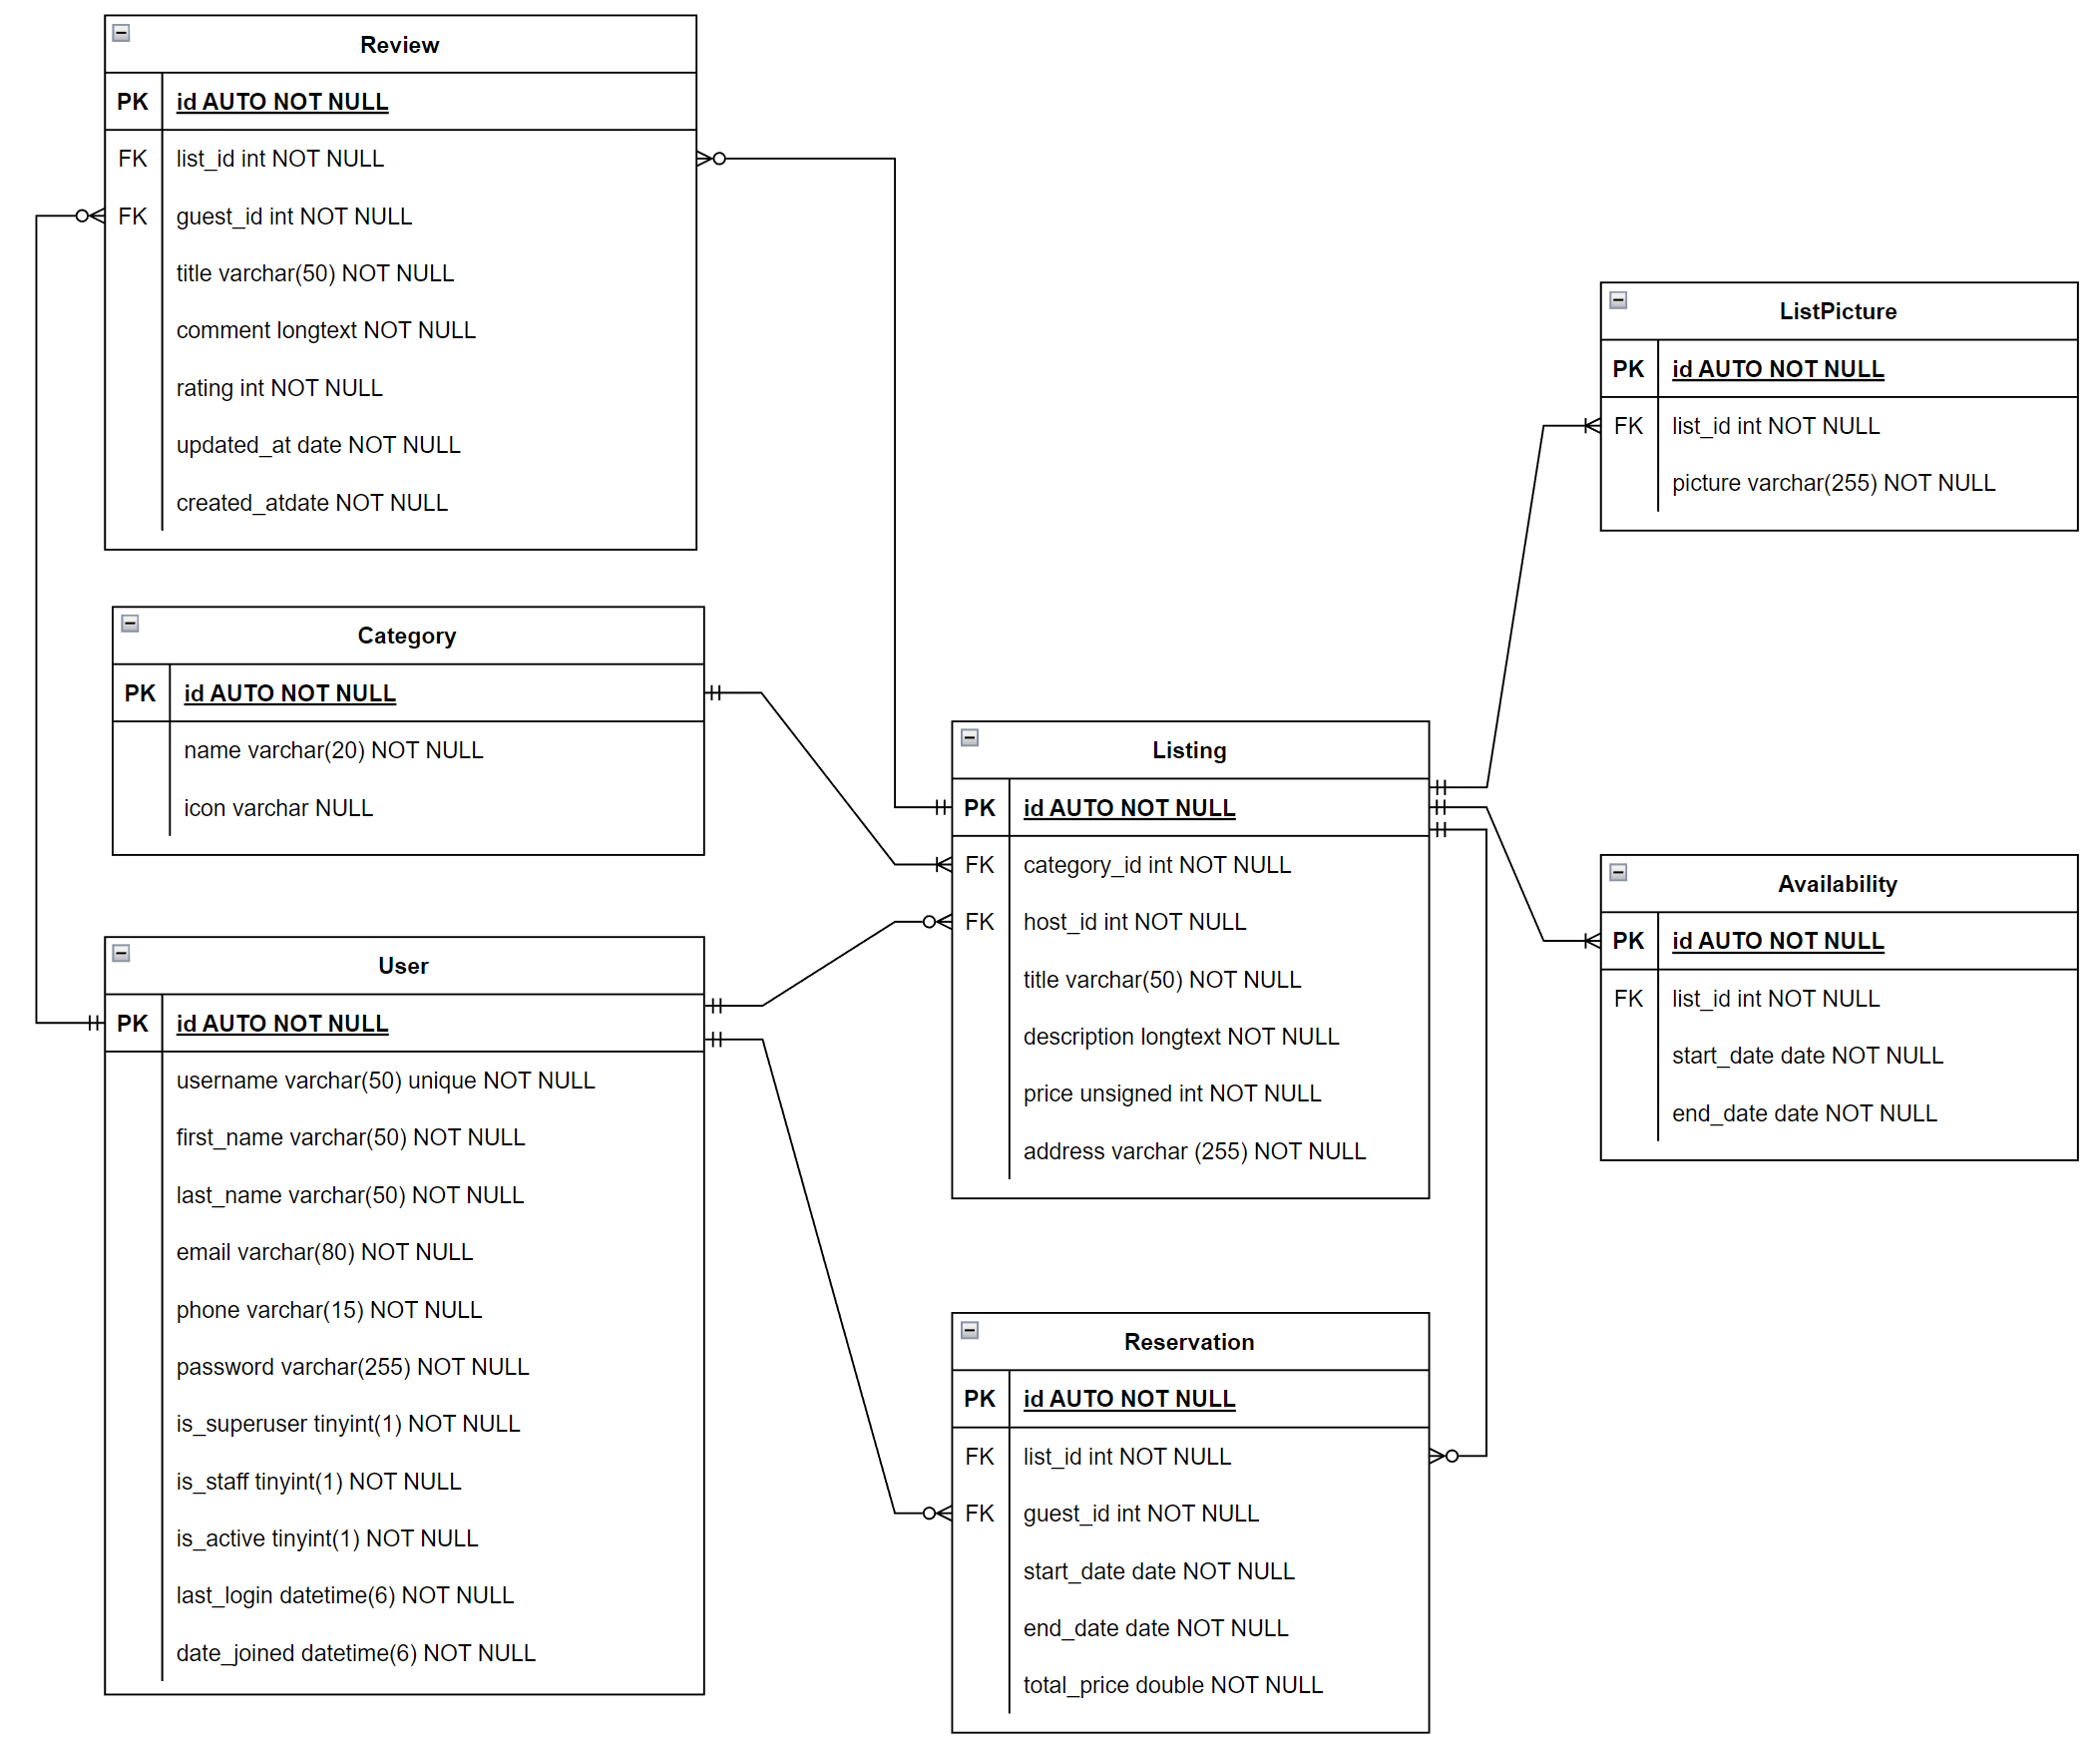 Review
PK id AUTO NOT NULL
FK list_id int NOT NULL
FK guest_id int NOT NULL
title varchar(50) NOT NULL
comment longtext NOT NULL
rating int NOT NULL
updated_at date NOT NULL
created_atdate NOT NULL
Category
PK id AUTO NOT NULL
name varchar(20) NOT NULL
icon varchar NULL
User
PK id AUTO NOT NULL
username varchar(50) unique NOT NULL
first_name varchar(50) NOT NULL
last_name varchar(50) NOT NULL
email varchar(80) NOT NULL
phone varchar(15) NOT NULL
password varchar(255) NOT NULL
is_superuser tinyint(1) NOT NULL
is_staff tinyint(1) NOT NULL
is_active tinyint(1) NOT NULL
last_login datetime(6) NOT NULL
date_joined datetime(6) NOT NULL
Listing
PK id AUTO NOT NULL
FK category_id int NOT NULL
FK host_id int NOT NULL
title varchar(50) NOT NULL
description longtext NOT NULL
price unsigned int NOT NULL
address varchar (255) NOT NULL
Reservation
PK id AUTO NOT NULL
FK list_id int NOT NULL
FK guest_id int NOT NULL
start_date date NOT NULL
end_date date NOT NULL
total_price double NOT NULL
ListPicture
PK id AUTO NOT NULL
FK list_id int NOT NULL
picture varchar(255) NOT NULL
Availability
PK id AUTO NOT NULL
FK list_id int NOT NULL
start_date date NOT NULL
end_date date NOT NULL